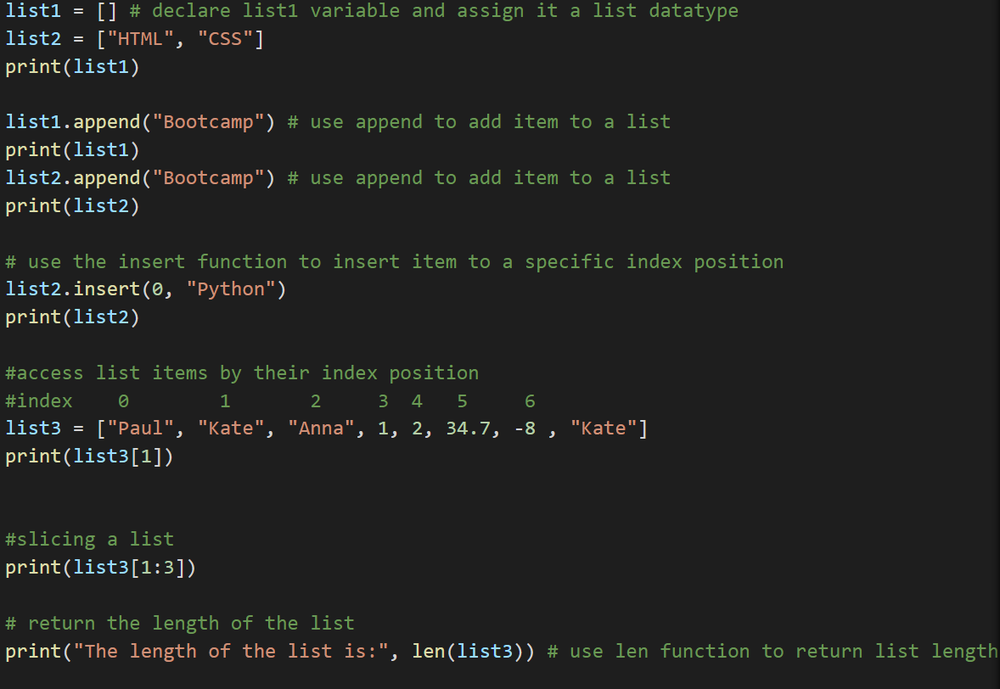 list1 = [] # declare list1 variable and assign it a list datatype
list2 = ["HTML", "CSS"]
print(list1)

list1.append("Bootcamp") # use append to add item to a list
print(list1)
list2.append("Bootcamp") # use append to add item to a list
print(list2)

# use the insert function to insert item to a specific index position
list2.insert(0, "Python")
print(list2)

#access list items by their index position
#index    0        1       2     3  4   5     6
list3 = ["Paul", "Kate", "Anna", 1, 2, 34.7, -8 , "Kate"]
print(list3[1])


#slicing a list
print(list3[1:3])

# return the length of the list
print("The length of the list is:", len(list3)) # use len function to return list length